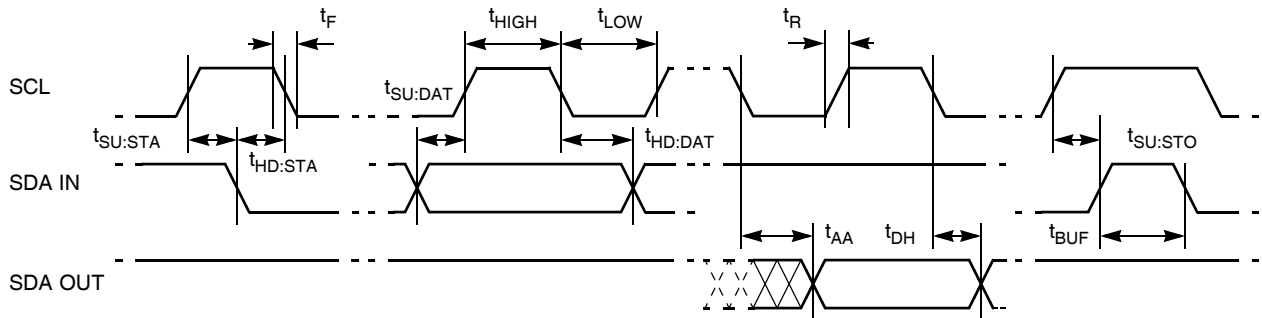 tF
tHIGH
tLOW
tR
SCL
tSU:DAT
tSU:STA
tHD:STA
tHD:DAT
tSU:STO
SDA IN
tAA
tDH
tBUF
SDA OUT